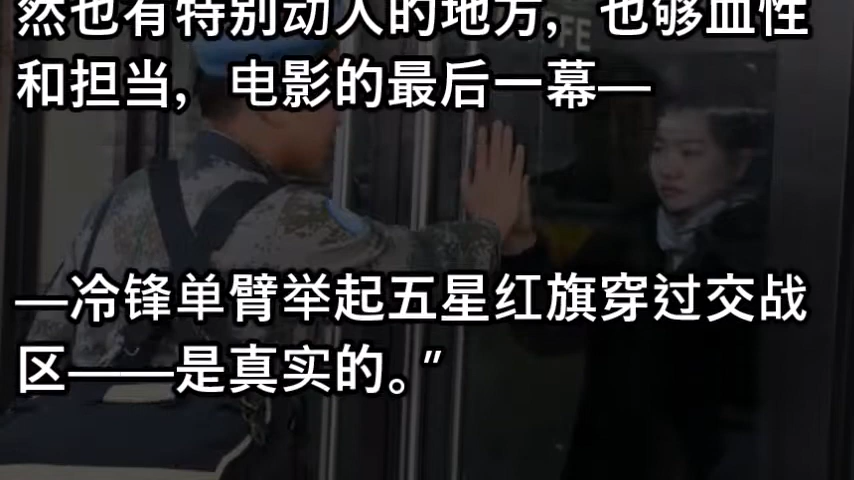 然也有特别动人的地方，也够血性
和担当，电影的最后一幕—
FE
—冷锋单臂举起五星红旗穿过交战
区——是真实的。”